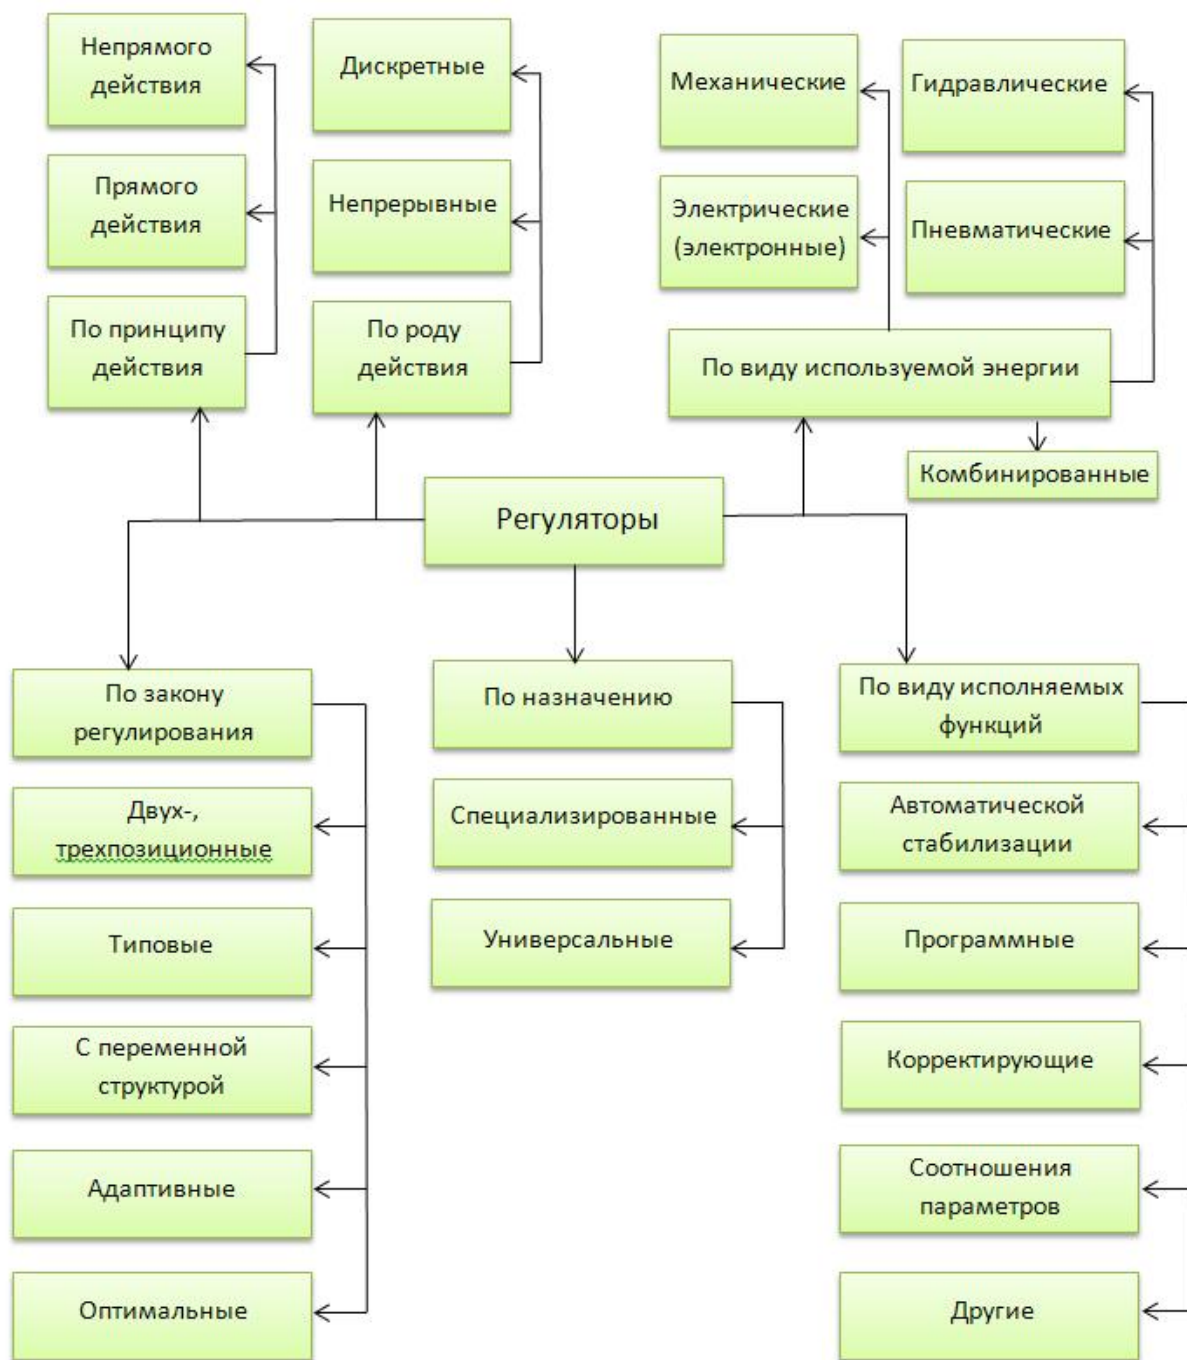 Непрямого
действия
Дискретные
Механические
Гидравлические
Прямого
действия
Непрерывные
Электрические
(электронные)
Пневматические
По принципу
действия
По роду
действия
По виду используемой энергии
Комбинированные
Регуляторы
По закону
регулирования
По назначению
По виду исполняемых
функций
Двух-,
трехпозиционные
Специализированные
Автоматической
стабилизации
Типовые
Универсальные
Программные
С переменной
структурой
Корректирующие
Адаптивные
Соотношения
параметров
Оптимальные
Другие